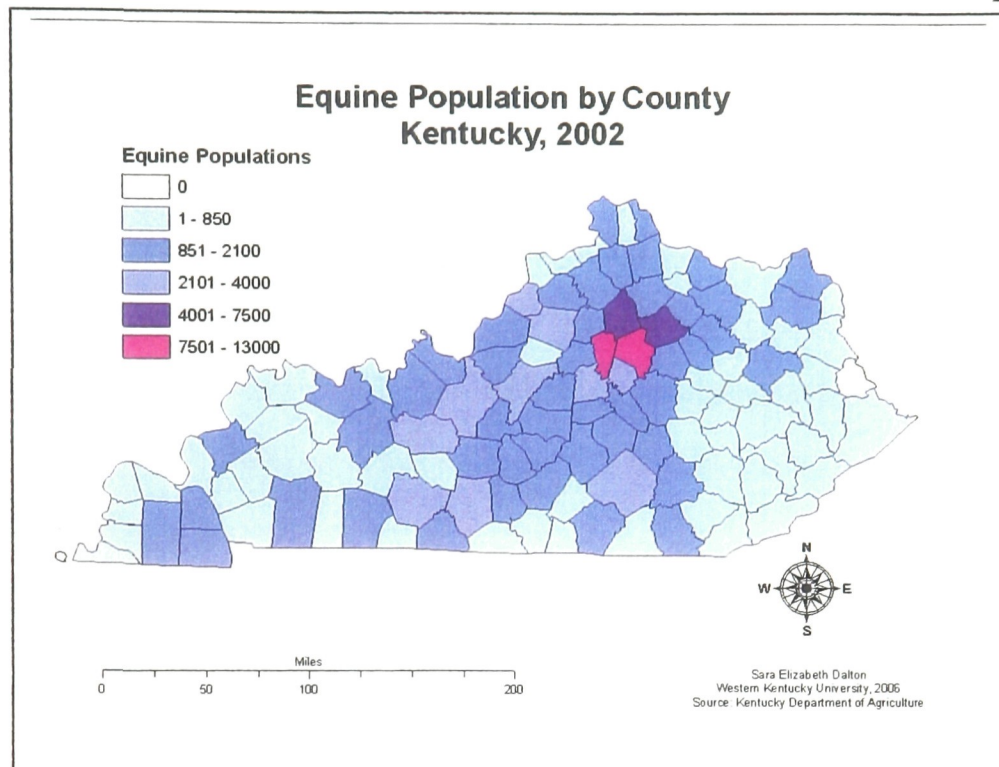 Equine Population by County
Kentucky, 2002
Equine Populations
0
1 - 850
851 - 2100
2101 - 4000
4001 - 7500
7501 - 13000
N
W
E
S
Miles
0
50
100
200
Sara Elizabeth Dalton
Western Kentucky University, 2006
Source: Kentucky Department of Agriculture